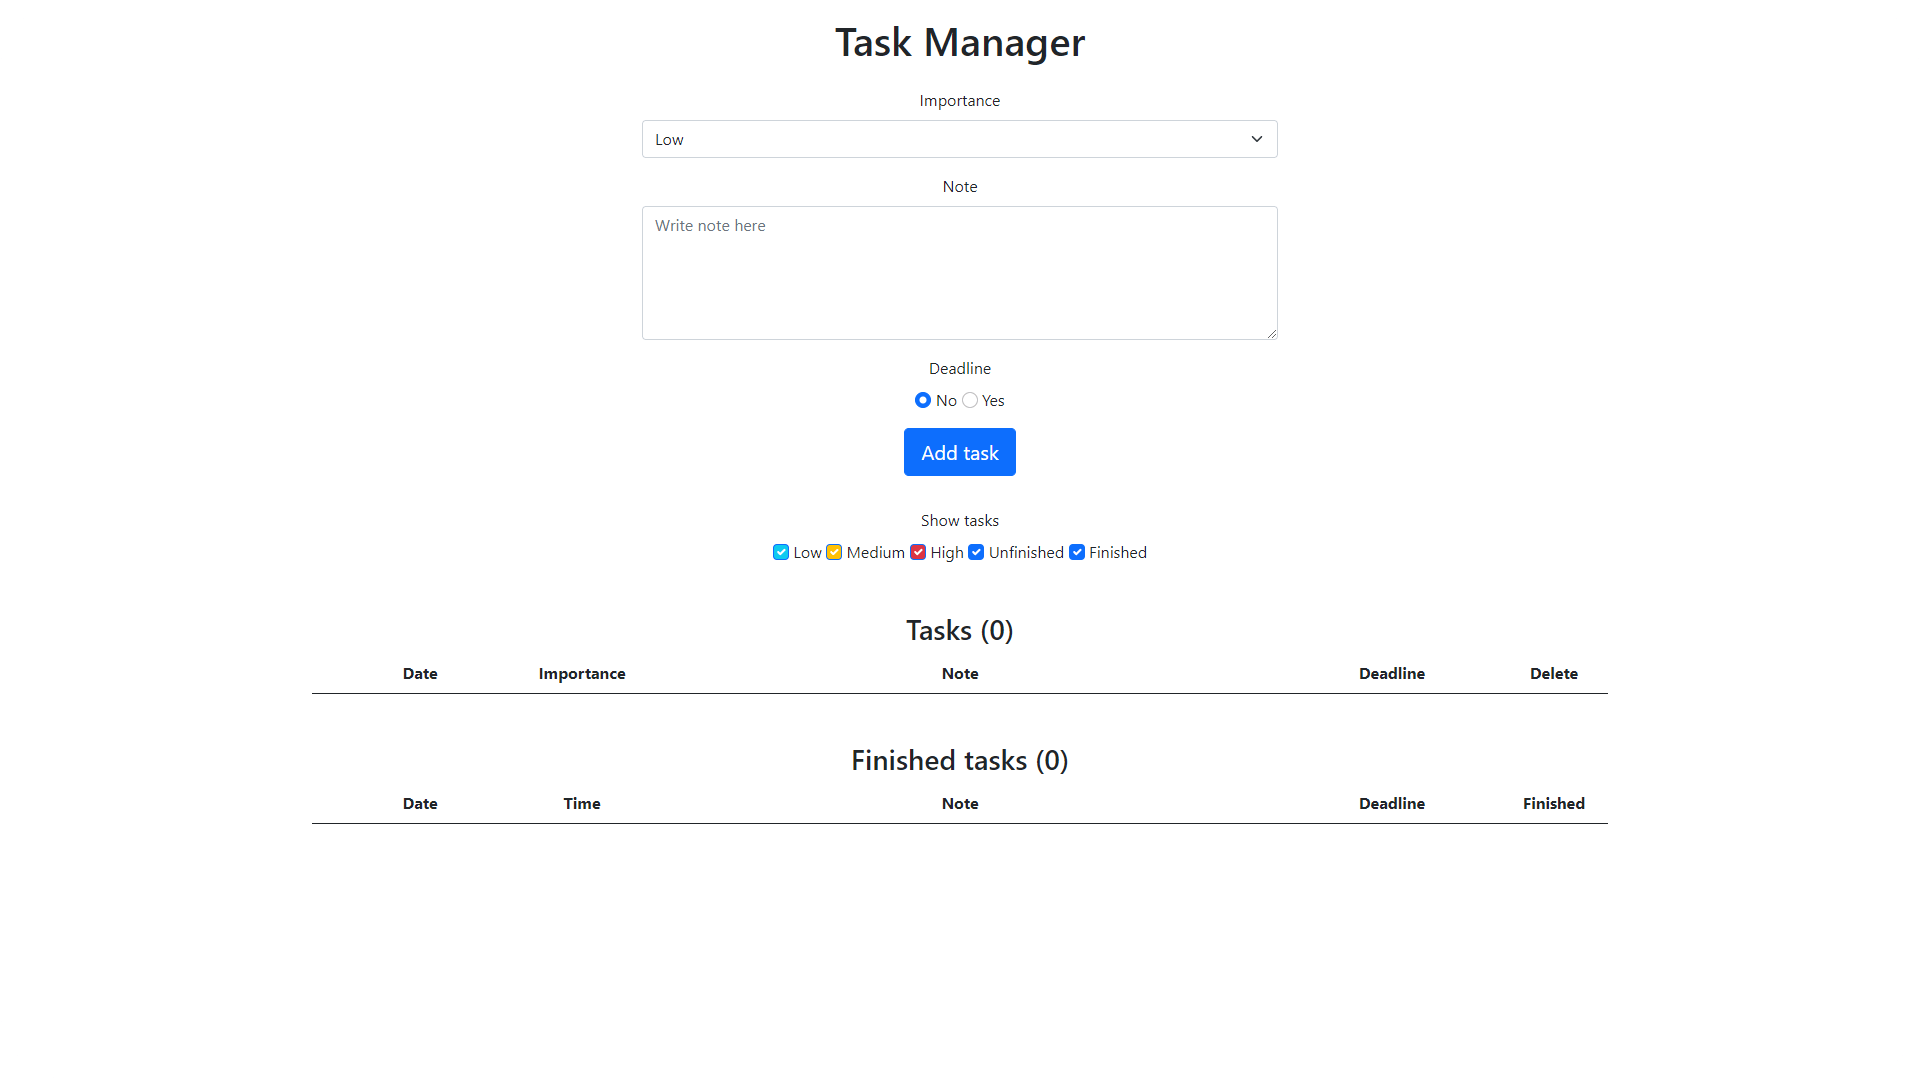 Task Manager
Importance
Low
Note
Write note here
Deadline
No Yes
Add task
Show tasks
Low Medium High Unfinished Finished
Tasks (0)
Date Importance Note Deadline Delete
Finished tasks (0)
Date Time Note Deadline Finished